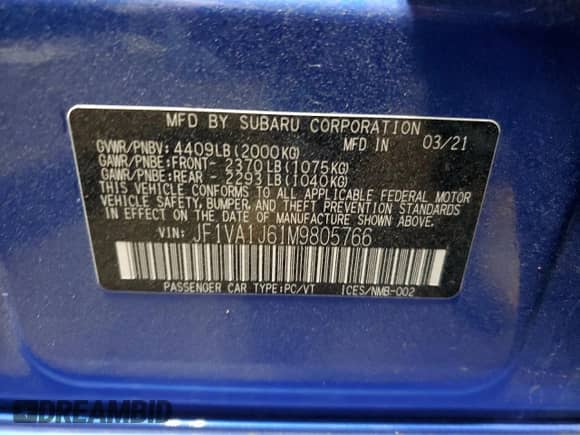 MFD BY SUBARU CORPORATION
GVWR/PNBV: 4409LB(2000KG) MFD IN 03/21
GAWR/PNBE:FRONT- 2370LB(1075KG)
GAWR/PNBE:REAR - 2293LB(1040KG)
THIS VEHICLE CONFORMS TO ALL APPLICABLE FEDERAL MOTOR
VEHICLE SAFETY, BUMPER, AND THEFT PREVENTION STANDARDS
IN EFFECT ON THE DATE OF MANUFACTURE SHOWN ABOVE.
VIN: JF1VA1J61M9805766
PASSENGER CAR TYPE:PC/VT ICES/NMB-002
DREAMBID